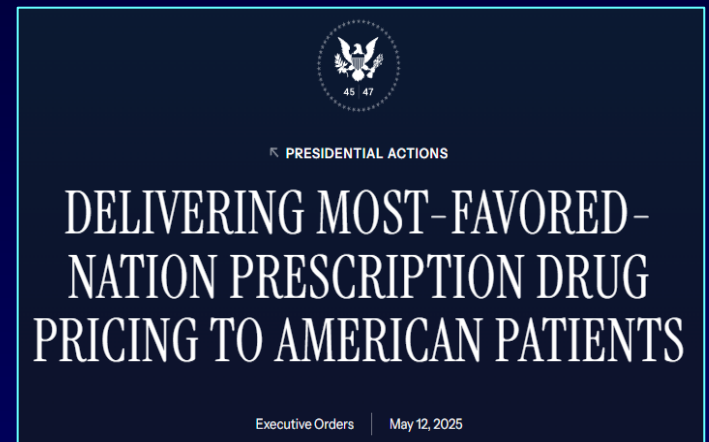 45 47
PRESIDENTIAL ACTIONS
DELIVERING MOST-FAVORED-
NATION PRESCRIPTION DRUG
PRICING TO AMERICAN PATIENTS
Executive Orders | May 12, 2025